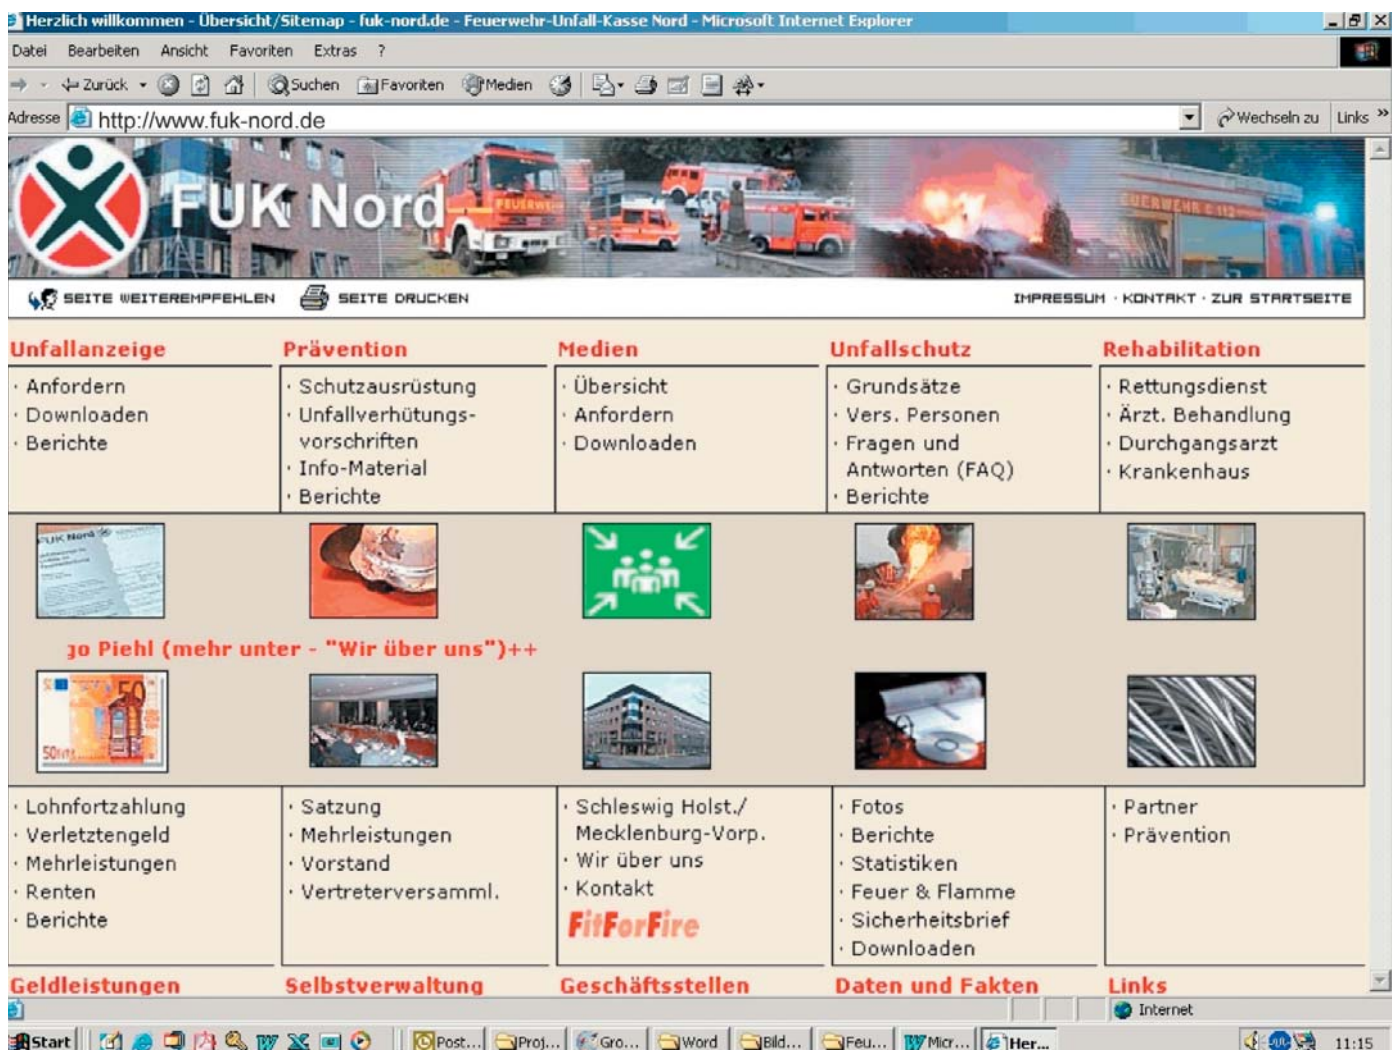 Herzlich willkommen - Übersicht/Sitemap - fuk-nord.de - Feuerwehr-Unfall-Kasse Nord - Microsoft Internet Explorer
Datei Bearbeiten Ansicht Favoriten Extras ?
Zurück Suchen Favoriten Medien
Adresse http://www.fuk-nord.de Wechseln zu Links »
FUK Nord
FEUERWEHR 112
SEITE WEITEREMPFEHLEN SEITE DRUCKEN IMPRESSUM · KONTAKT · ZUR STARTSEITE
Unfallanzeige
· Anfordern
· Downloaden
· Berichte
Prävention
· Schutzausrüstung
· Unfallverhütungs-
vorschriften
· Info-Material
· Berichte
Medien
· Übersicht
· Anfordern
· Downloaden
Unfallschutz
· Grundsätze
· Vers. Personen
· Fragen und
Antworten (FAQ)
· Berichte
Rehabilitation
· Rettungsdienst
· Ärzt. Behandlung
· Durchgangsarzt
· Krankenhaus
FUK Nord
go Piehl (mehr unter - "Wir über uns")++
50
· Lohnfortzahlung
· Verletztengeld
· Mehrleistungen
· Renten
· Berichte
Geldleistungen
· Satzung
· Mehrleistungen
· Vorstand
· Vertreterversamml.
Selbstverwaltung
· Schleswig Holst./
Mecklenburg-Vorp.
· Wir über uns
· Kontakt
FitForFire
Geschäftsstellen
· Fotos
· Berichte
· Statistiken
· Feuer & Flamme
· Sicherheitsbrief
· Downloaden
Daten und Fakten
· Partner
· Prävention
Links
Internet
Start Post... Proj... Gro... Word Bild... Feu... Micr... Her... 11:15